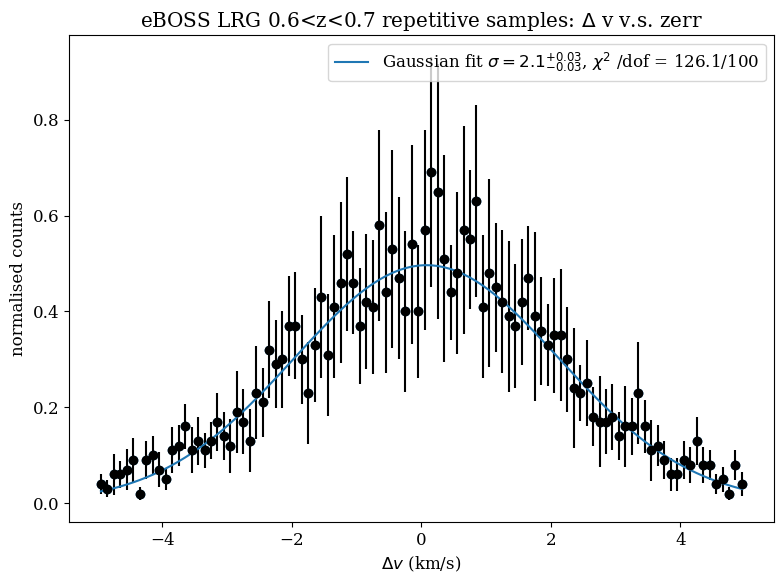 eBOSS LRG 0.6<z<0.7 repetitive samples: Δ v v.s. zerr
Gaussian fit σ = 2.1 +0.03 −0.03, χ² /dof = 126.1/100
normalised counts
0.8
0.6
0.4
0.2
0.0
−4 −2 0 2 4
Δv (km/s)